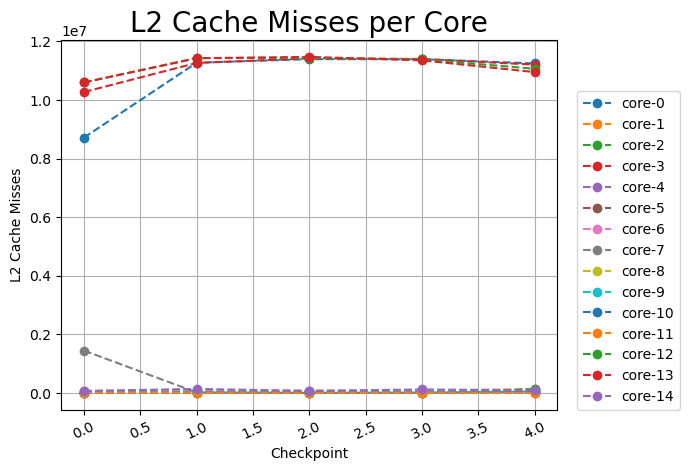 L2 Cache Misses per Core
1e7
1.2
1.0
0.8
0.6
0.4
0.2
0.0
L2 Cache Misses
0.0 0.5 1.0 1.5 2.0 2.5 3.0 3.5 4.0
Checkpoint
core-0
core-1
core-2
core-3
core-4
core-5
core-6
core-7
core-8
core-9
core-10
core-11
core-12
core-13
core-14